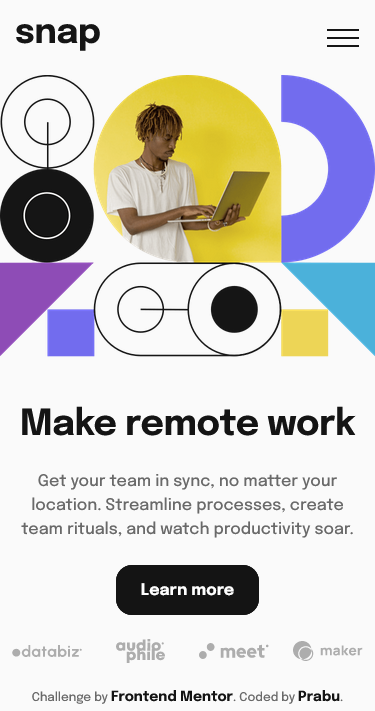 snap
Make remote work
Get your team in sync, no matter your
location. Streamline processes, create
team rituals, and watch productivity soar.
Learn more
databiz
audio
phile
meet
maker
Challenge by Frontend Mentor. Coded by Prabu.